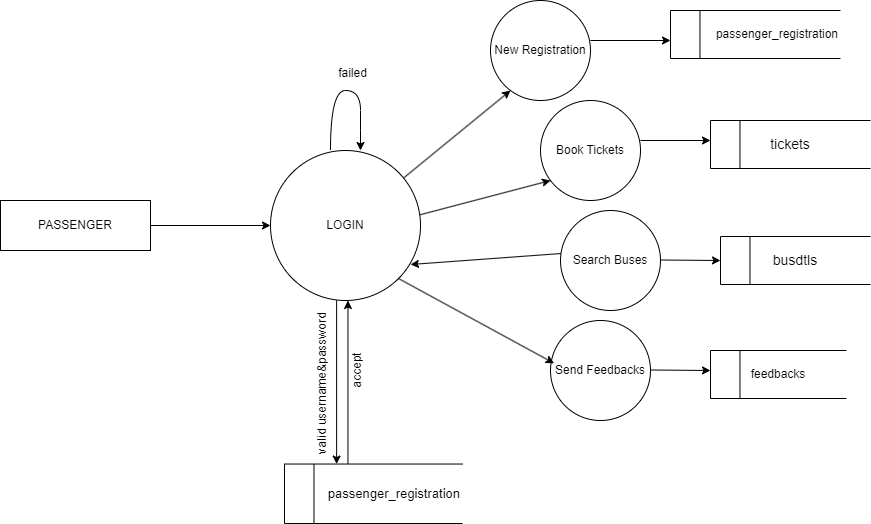 New Registration
passenger_registration
failed
Book Tickets
tickets
PASSENGER
LOGIN
Search Buses
busdtls
valid username&password
accept
Send Feedbacks
feedbacks
passenger_registration